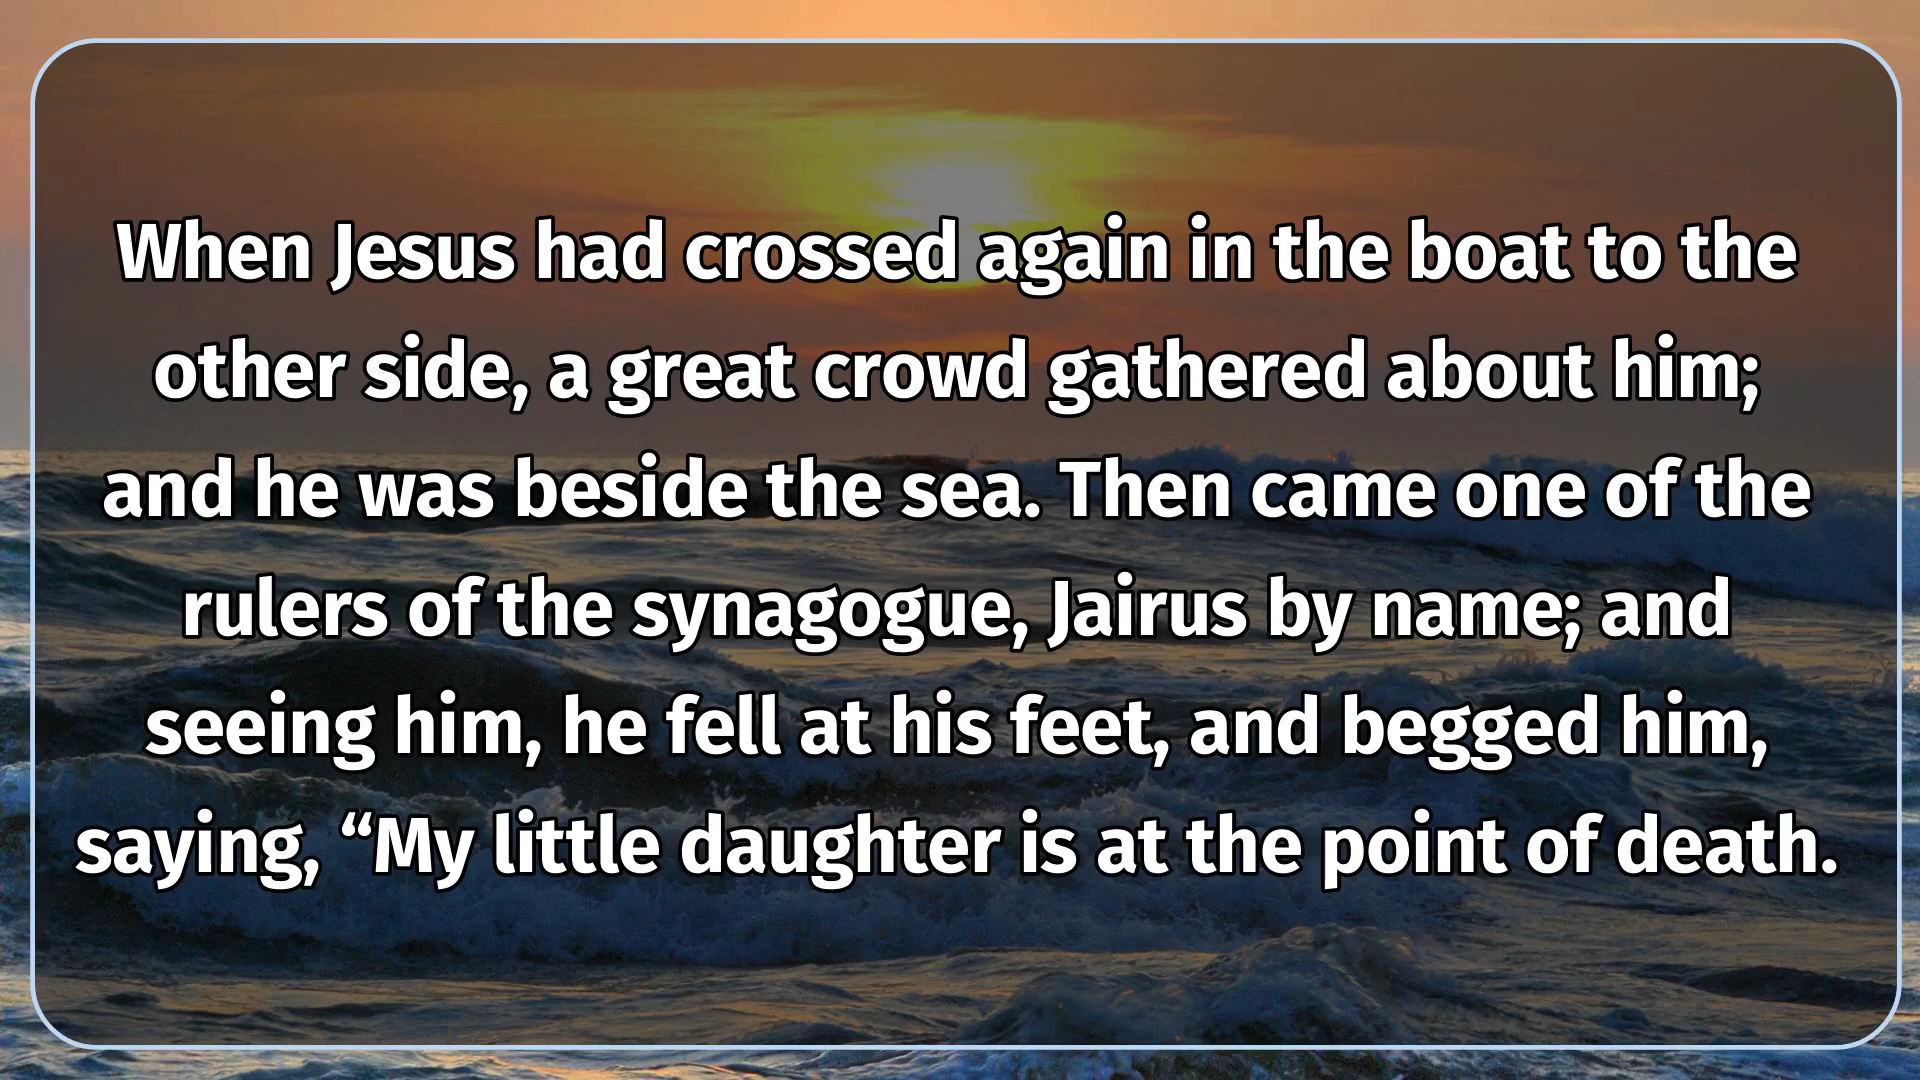 When Jesus had crossed again in the boat to the
other side, a great crowd gathered about him;
and he was beside the sea. Then came one of the
rulers of the synagogue, Jairus by name; and
seeing him, he fell at his feet, and begged him,
saying, “My little daughter is at the point of death.